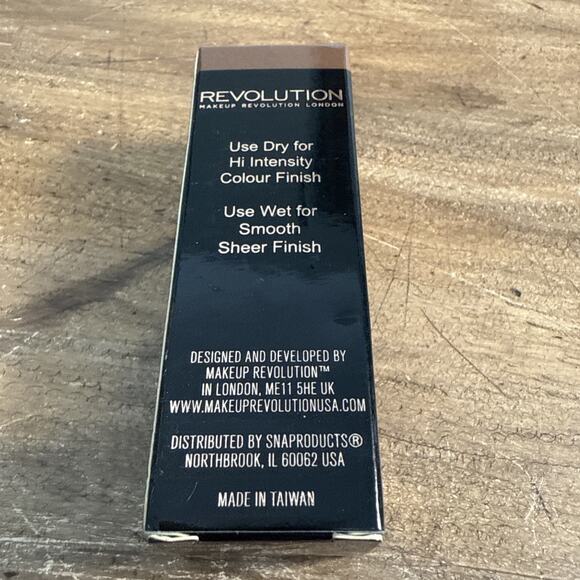 REVOLUTION
MAKEUP REVOLUTION LONDON
Use Dry for
Hi Intensity
Colour Finish
Use Wet for
Smooth
Sheer Finish
DESIGNED AND DEVELOPED BY
MAKEUP REVOLUTION™
IN LONDON, ME11 5HE UK
WWW.MAKEUPREVOLUTIONUSA.COM
DISTRIBUTED BY SNAPRODUCTS®
NORTHBROOK, IL 60062 USA
MADE IN TAIWAN